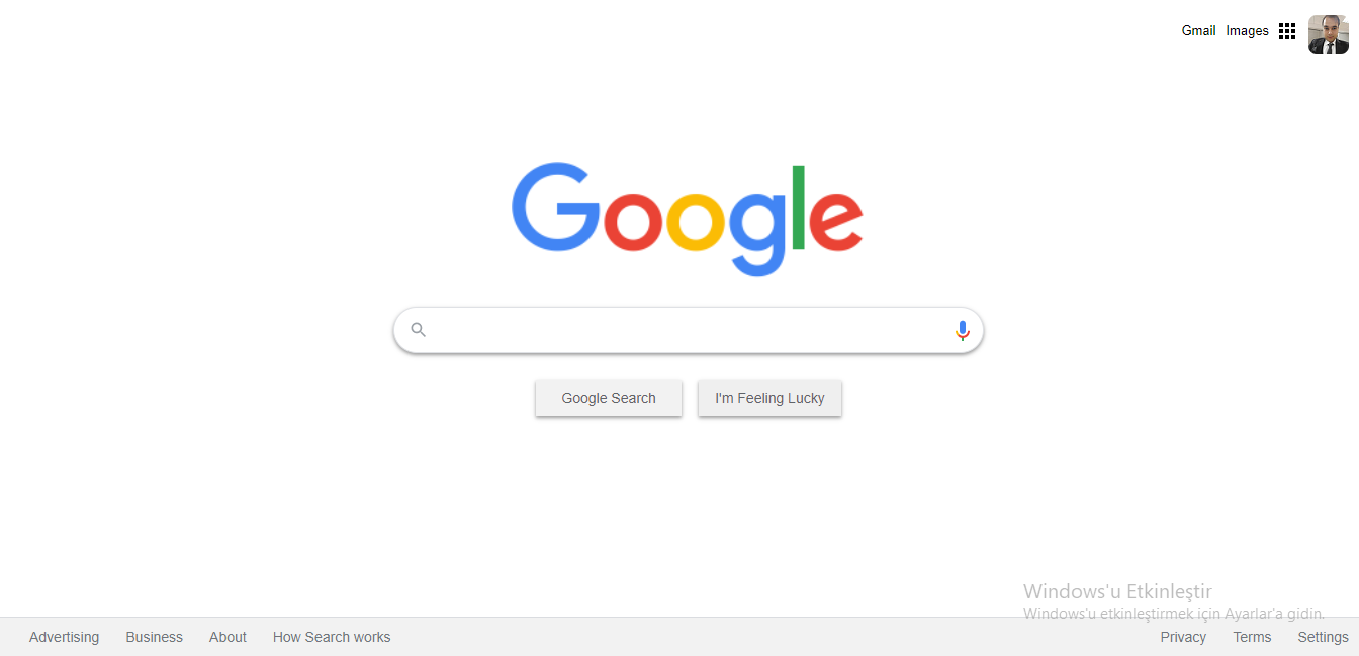 Gmail Images
Google
Google Search I'm Feeling Lucky
Windows'u Etkinleştir
Windows'u etkinleştirmek için Ayarlar'a gidin.
Advertising Business About How Search works Privacy Terms Settings